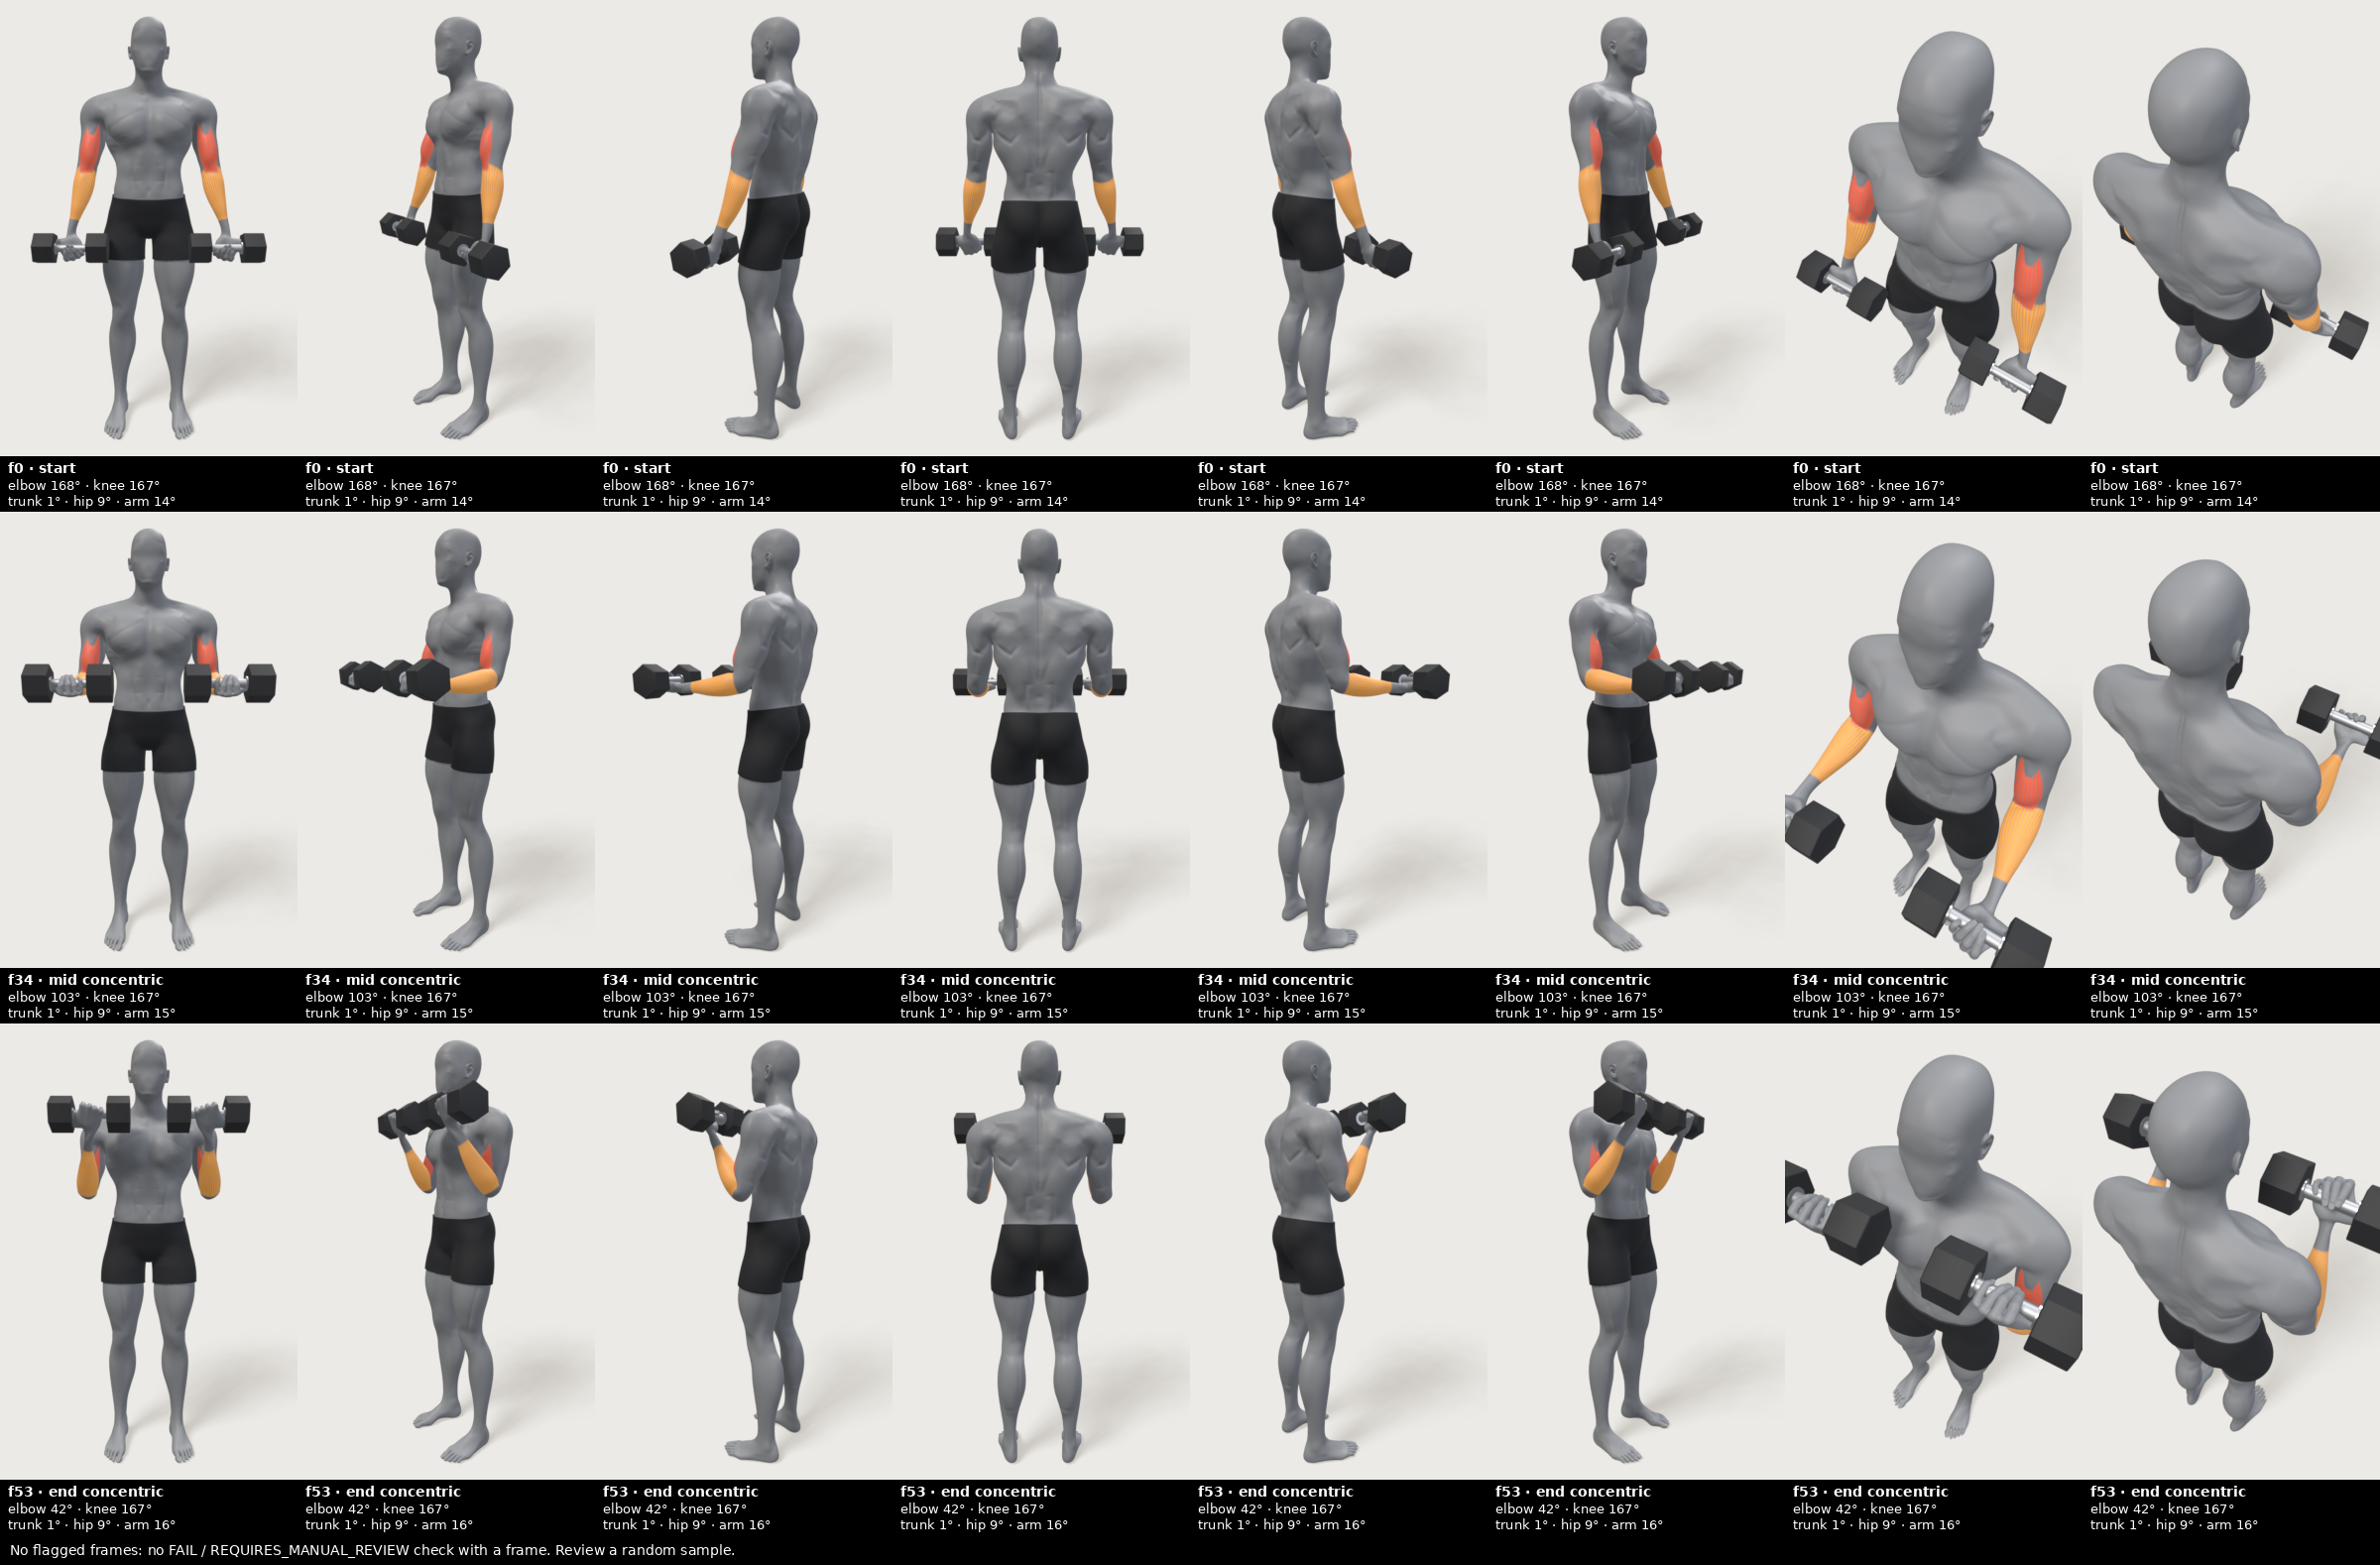 f0 · start
elbow 168° · knee 167°
trunk 1° · hip 9° · arm 14°
f0 · start
elbow 168° · knee 167°
trunk 1° · hip 9° · arm 14°
f0 · start
elbow 168° · knee 167°
trunk 1° · hip 9° · arm 14°
f0 · start
elbow 168° · knee 167°
trunk 1° · hip 9° · arm 14°
f0 · start
elbow 168° · knee 167°
trunk 1° · hip 9° · arm 14°
f0 · start
elbow 168° · knee 167°
trunk 1° · hip 9° · arm 14°
f0 · start
elbow 168° · knee 167°
trunk 1° · hip 9° · arm 14°
f0 · start
elbow 168° · knee 167°
trunk 1° · hip 9° · arm 14°
f34 · mid concentric
elbow 103° · knee 167°
trunk 1° · hip 9° · arm 15°
f34 · mid concentric
elbow 103° · knee 167°
trunk 1° · hip 9° · arm 15°
f34 · mid concentric
elbow 103° · knee 167°
trunk 1° · hip 9° · arm 15°
f34 · mid concentric
elbow 103° · knee 167°
trunk 1° · hip 9° · arm 15°
f34 · mid concentric
elbow 103° · knee 167°
trunk 1° · hip 9° · arm 15°
f34 · mid concentric
elbow 103° · knee 167°
trunk 1° · hip 9° · arm 15°
f34 · mid concentric
elbow 103° · knee 167°
trunk 1° · hip 9° · arm 15°
f34 · mid concentric
elbow 103° · knee 167°
trunk 1° · hip 9° · arm 15°
f53 · end concentric
elbow 42° · knee 167°
trunk 1° · hip 9° · arm 16°
f53 · end concentric
elbow 42° · knee 167°
trunk 1° · hip 9° · arm 16°
f53 · end concentric
elbow 42° · knee 167°
trunk 1° · hip 9° · arm 16°
f53 · end concentric
elbow 42° · knee 167°
trunk 1° · hip 9° · arm 16°
f53 · end concentric
elbow 42° · knee 167°
trunk 1° · hip 9° · arm 16°
f53 · end concentric
elbow 42° · knee 167°
trunk 1° · hip 9° · arm 16°
f53 · end concentric
elbow 42° · knee 167°
trunk 1° · hip 9° · arm 16°
f53 · end concentric
elbow 42° · knee 167°
trunk 1° · hip 9° · arm 16°
No flagged frames: no FAIL / REQUIRES_MANUAL_REVIEW check with a frame. Review a random sample.